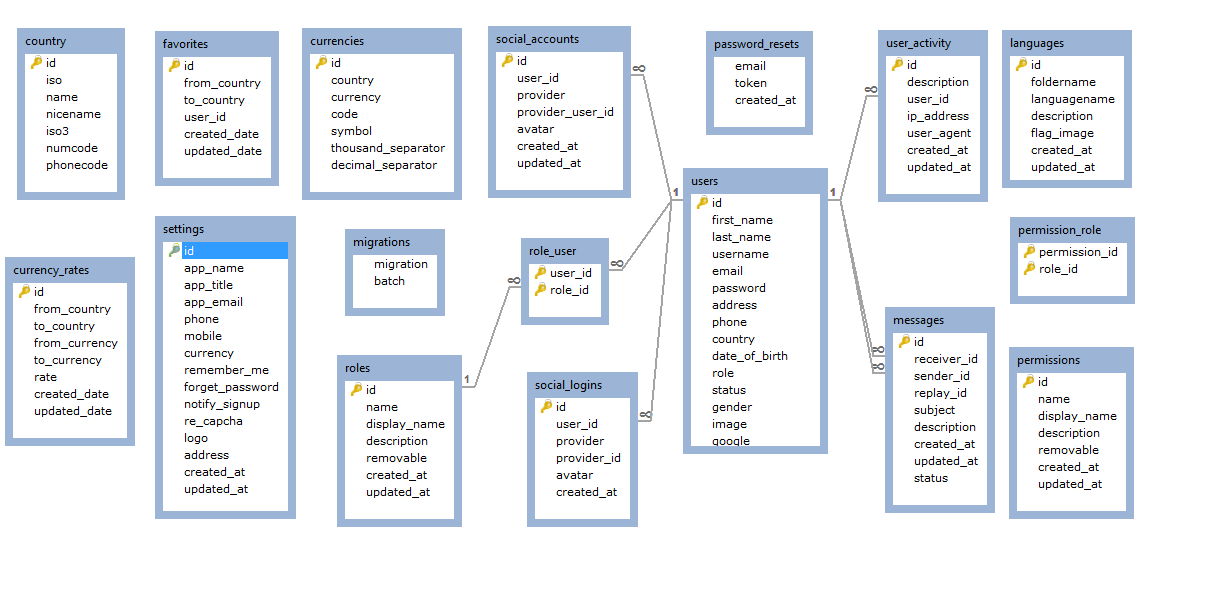 country
id
iso
name
nicename
iso3
numcode
phonecode
favorites
id
from_country
to_country
user_id
created_date
updated_date
currencies
id
country
currency
code
symbol
thousand_separator
decimal_separator
social_accounts
id
user_id
provider
provider_user_id
avatar
created_at
updated_at
password_resets
email
token
created_at
user_activity
id
description
user_id
ip_address
user_agent
created_at
updated_at
languages
id
foldername
languagename
description
flag_image
created_at
updated_at
currency_rates
id
from_country
to_country
from_currency
to_currency
rate
created_date
updated_date
settings
id
app_name
app_title
app_email
phone
mobile
currency
remember_me
forget_password
notify_signup
re_capcha
logo
address
created_at
updated_at
migrations
migration
batch
role_user
user_id
role_id
1
users
id
first_name
last_name
username
email
password
address
phone
country
date_of_birth
role
status
gender
image
google
1
permission_role
permission_id
role_id
roles
id
name
display_name
description
removable
created_at
updated_at
1
social_logins
id
user_id
provider
provider_id
avatar
created_at
messages
id
receiver_id
sender_id
replay_id
subject
description
created_at
updated_at
status
permissions
id
name
display_name
description
removable
created_at
updated_at